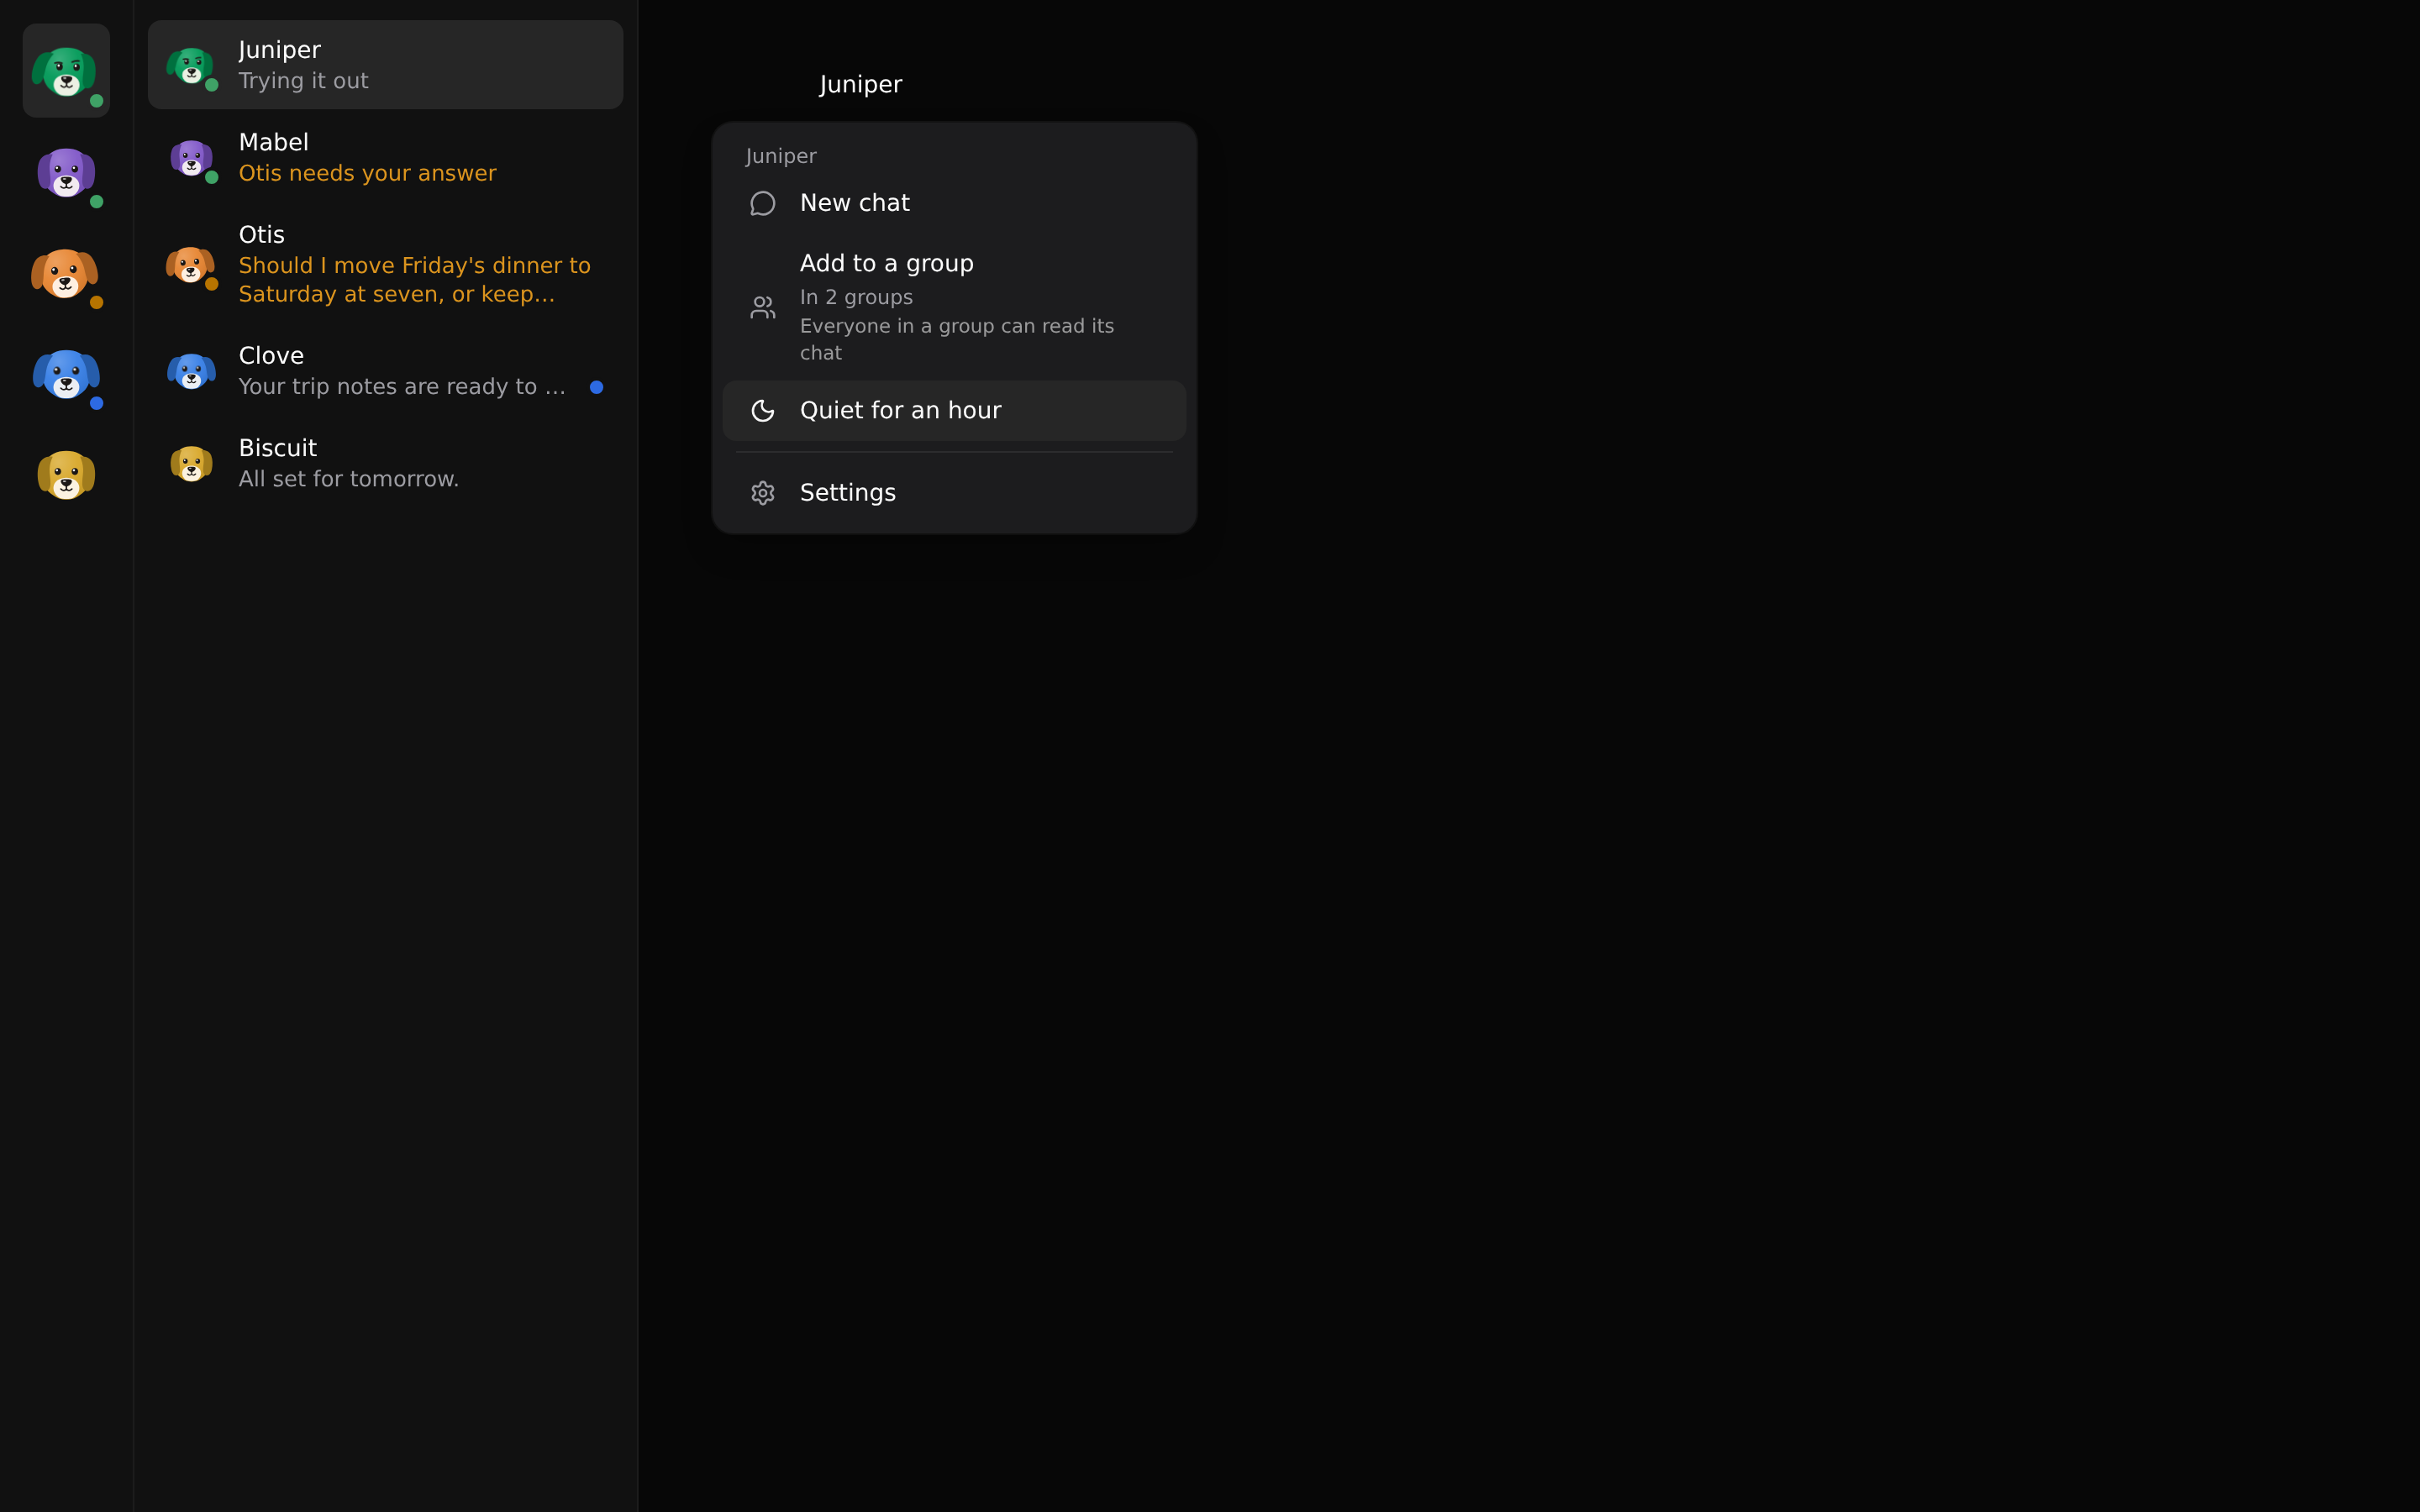 Juniper
Trying it out
Mabel
Otis needs your answer
Otis
Should I move Friday's dinner to
Saturday at seven, or keep…
Clove
Your trip notes are ready to …
Biscuit
All set for tomorrow.
Juniper
Juniper
New chat
Add to a group
In 2 groups
Everyone in a group can read its
chat
Quiet for an hour
Settings